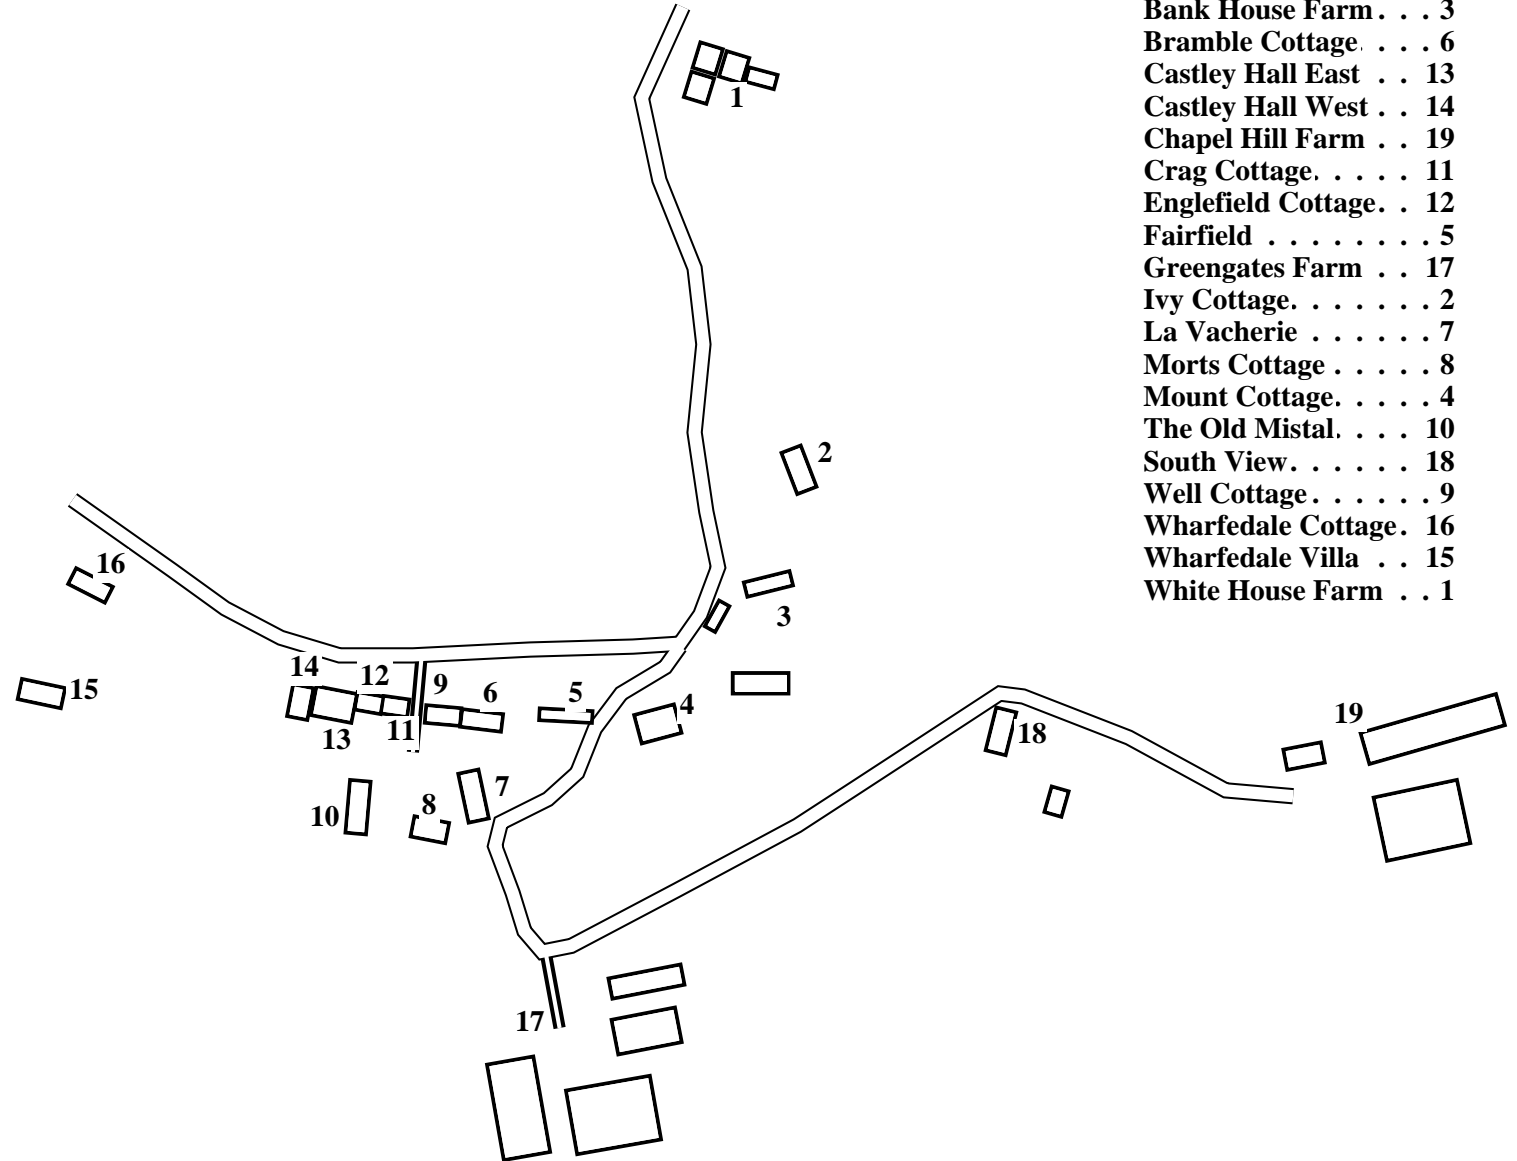 Bank House Farm . . . 3
Bramble Cottage . . . . 6
Castley Hall East . . 13
Castley Hall West . . 14
Chapel Hill Farm . . 19
Crag Cottage . . . . . 11
Englefield Cottage . . 12
Fairfield . . . . . . . . 5
Greengates Farm . . 17
Ivy Cottage . . . . . . . 2
La Vacherie . . . . . . 7
Morts Cottage . . . . . 8
Mount Cottage . . . . . 4
The Old Mistal . . . . 10
South View . . . . . . 18
Well Cottage . . . . . . 9
Wharfedale Cottage . 16
Wharfedale Villa . . 15
White House Farm . . 1
1
2
16
3
14
12
9
6
5
15
4
13
11
18
19
7
10
8
17